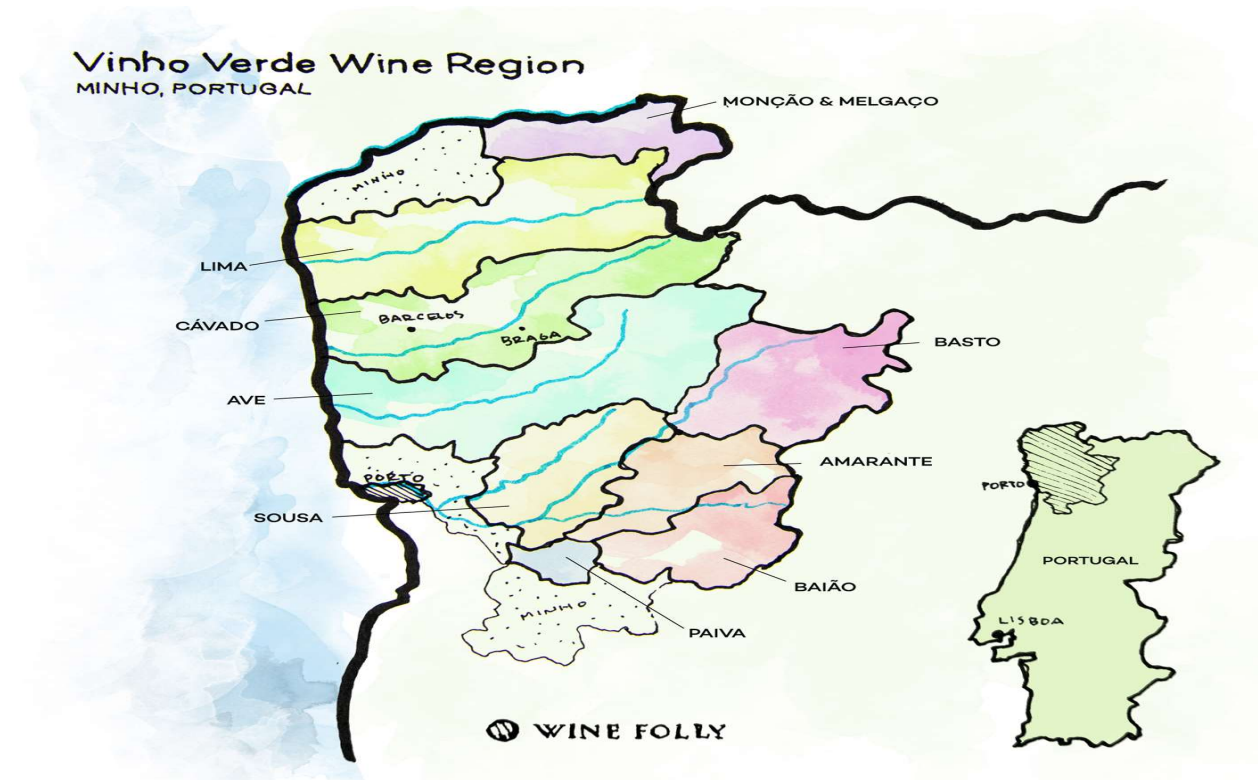 Vinho Verde Wine Region
MINHO, PORTUGAL
MONÇÃO & MELGAÇO
MINHO
LIMA
CÁVADO
BARCELOS
BRAGA
BASTO
AVE
AMARANTE
PORTO
SOUSA
BAIÃO
MINHO
PAIVA
PORTO
PORTUGAL
LISBOA
WINE FOLLY